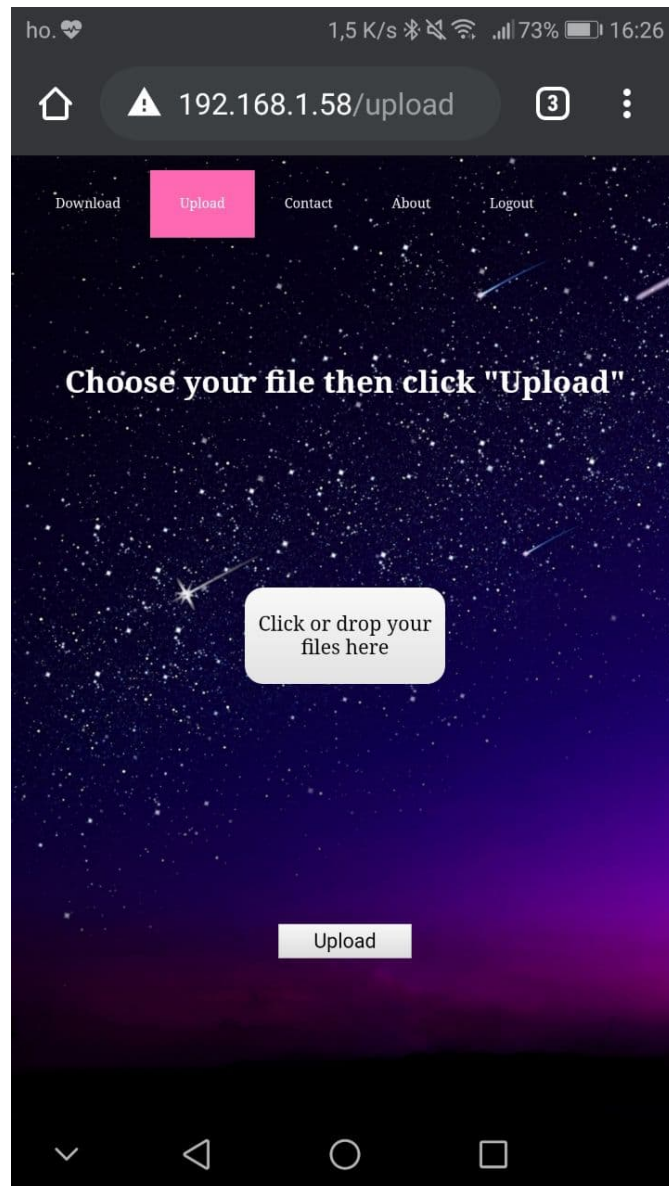 ho.
1,5 K/s 73% 16:26
192.168.1.58/upload 3
Download Upload Contact About Logout
Choose your file then click "Upload"
Click or drop your
files here
Upload